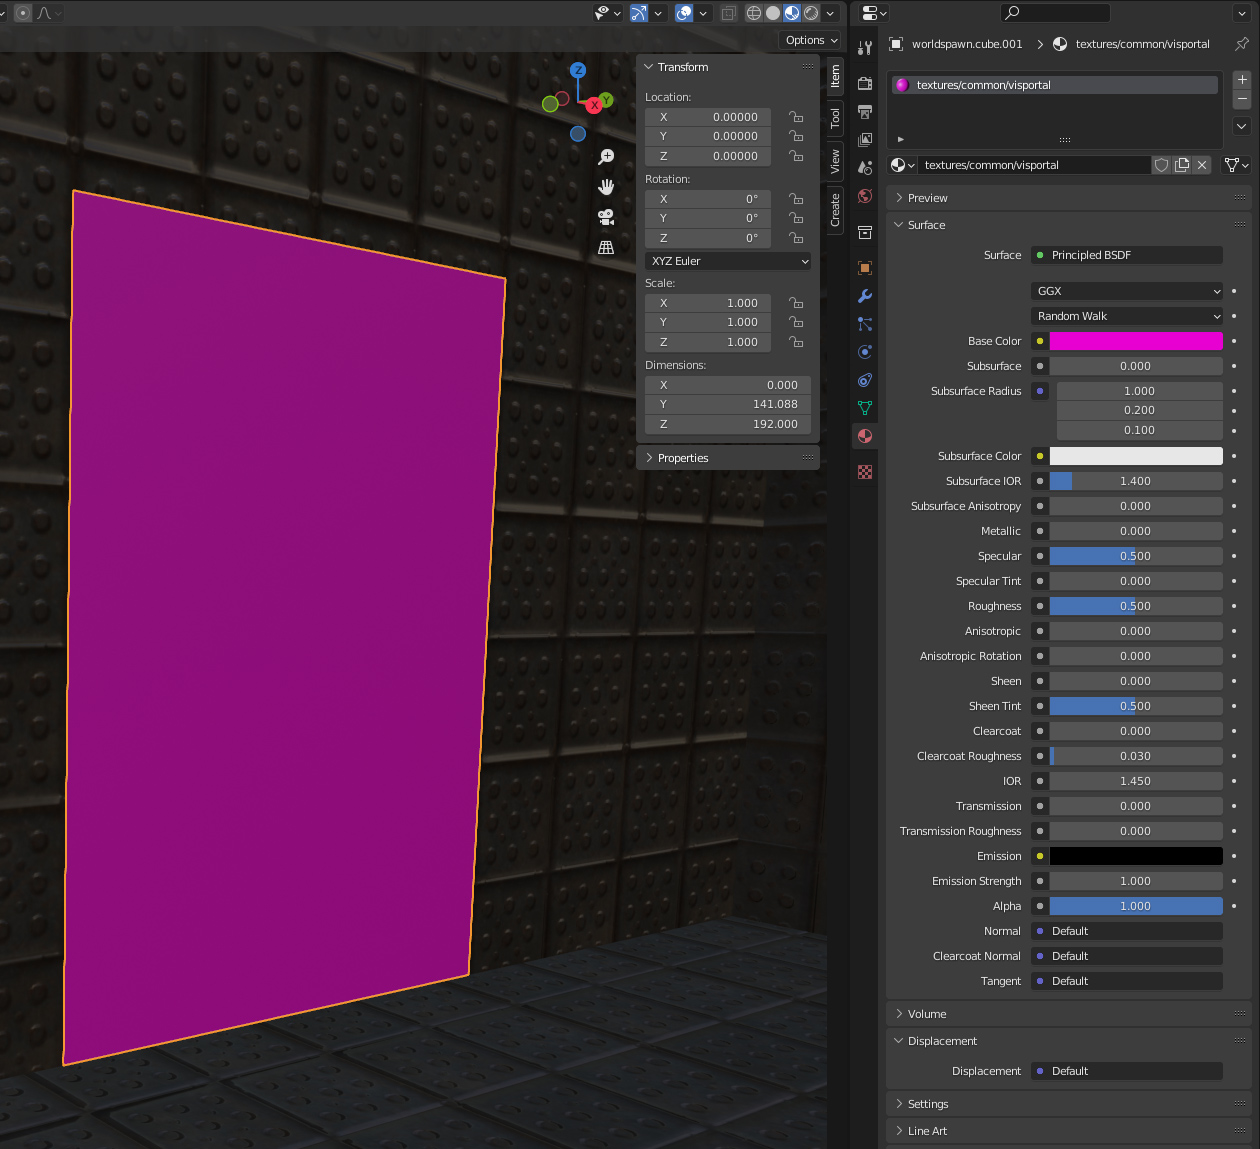 Options
worldspawn.cube.001 textures/common/visportal
Z
Y
X
Transform
Location:
X 0.00000
Y 0.00000
Z 0.00000
Rotation:
X 0°
Y 0°
Z 0°
XYZ Euler
Scale:
X 1.000
Y 1.000
Z 1.000
Dimensions:
X 0.000
Y 141.088
Z 192.000
Properties
Item
Tool
View
Create
textures/common/visportal
textures/common/visportal
Preview
Surface
Surface Principled BSDF
GGX
Random Walk
Base Color
Subsurface 0.000
Subsurface Radius 1.000
0.200
0.100
Subsurface Color
Subsurface IOR 1.400
Subsurface Anisotropy 0.000
Metallic 0.000
Specular 0.500
Specular Tint 0.000
Roughness 0.500
Anisotropic 0.000
Anisotropic Rotation 0.000
Sheen 0.000
Sheen Tint 0.500
Clearcoat 0.000
Clearcoat Roughness 0.030
IOR 1.450
Transmission 0.000
Transmission Roughness 0.000
Emission
Emission Strength 1.000
Alpha 1.000
Normal Default
Clearcoat Normal Default
Tangent Default
Volume
Displacement
Displacement Default
Settings
Line Art